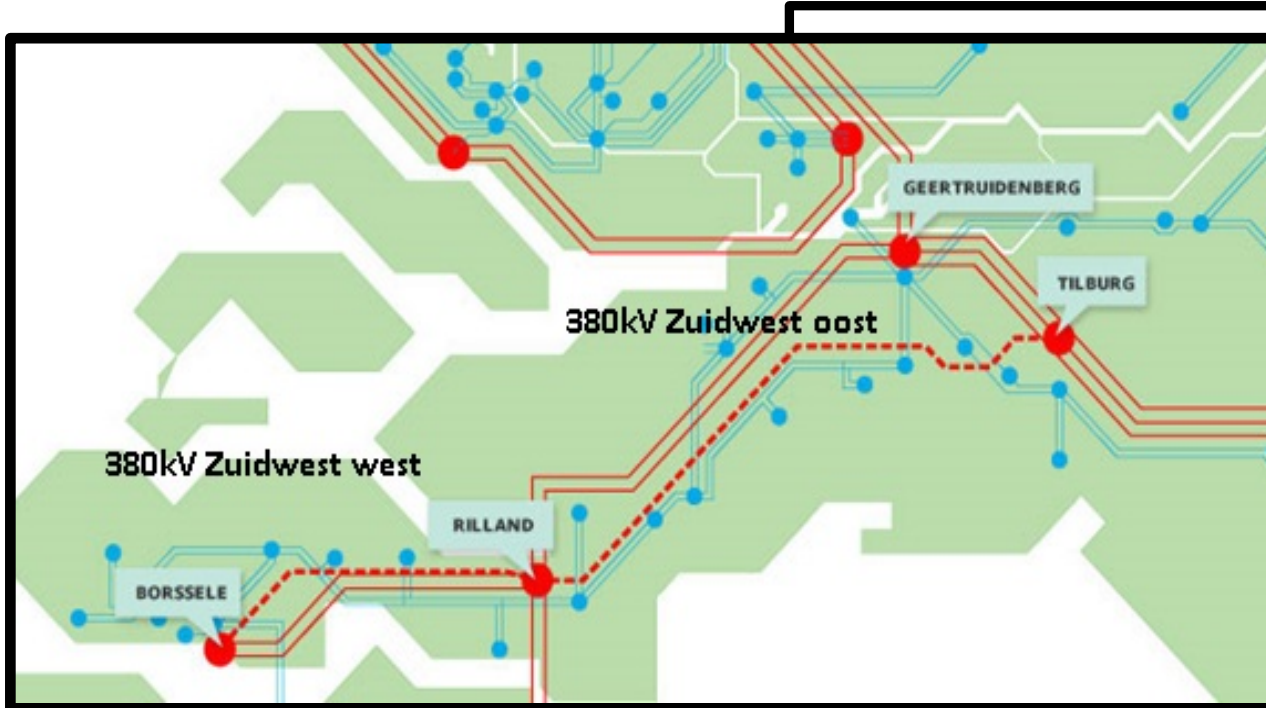 GEERTRUIDENBERG
TILBURG
380kV Zuidwest oost
380kV Zuidwest west
RILLAND
BORSSELE